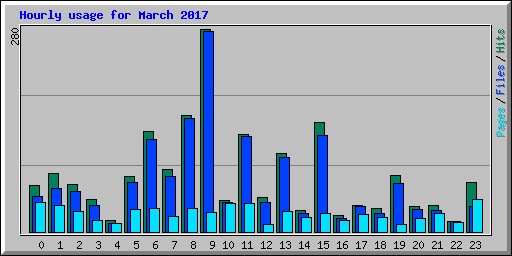 Hourly usage for March 2017
280
Pages/Files/Hits
0 1 2 3 4 5 6 7 8 9 10 11 12 13 14 15 16 17 18 19 20 21 22 23